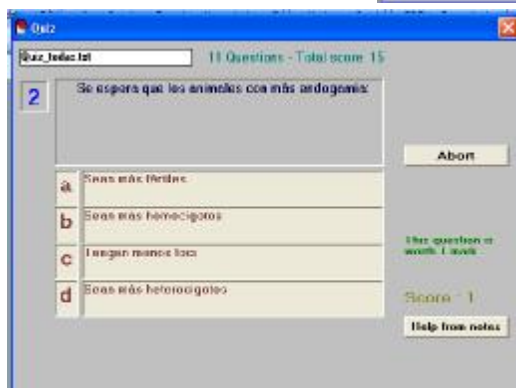 Quiz
Quiz_todas.txt
11 Questions - Total score 15
2
Se espera que los animales con más endogamia:
Abort
a
Sean más fértiles
b
Sean más homocigotos
c
Tengan menos loci
d
Sean más heterocigotos
This question is
worth 1 mark
Score = 1
Help from notes